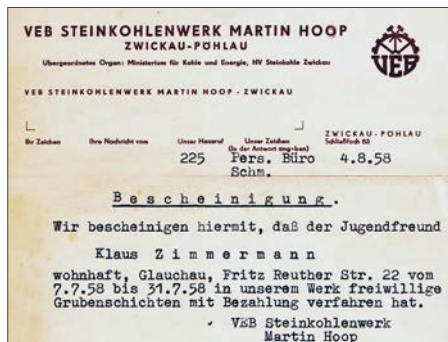 VEB STEINKOHLENWERK MARTIN HOOP
ZWICKAU-PÖHLAU
Übergeordnetes Organ: Ministerium für Kohle und Energie, HV Steinkohle Zwickau
VEB
VEB STEINKOHLENWERK MARTIN HOOP - ZWICKAU
Ihr Zeichen Ihre Nachricht vom Unser Hausruf Unser Zeichen ZWICKAU-PÖHLAU
(in der Antwort angeben) Schließfach 63
225 Pers. Büro 4.8.58
Schm.
Bescheinigung.
Wir bescheinigen hiermit, daß der Jugendfreund
Klaus Zimmermann
wohnhaft, Glauchau, Fritz Reuther Str. 22 vom
7.7.58 bis 31.7.58 in unserem Werk freiwillige
Grubenschichten mit Bezahlung verfahren hat.
VEB Steinkohlenwerk
Martin Hoop